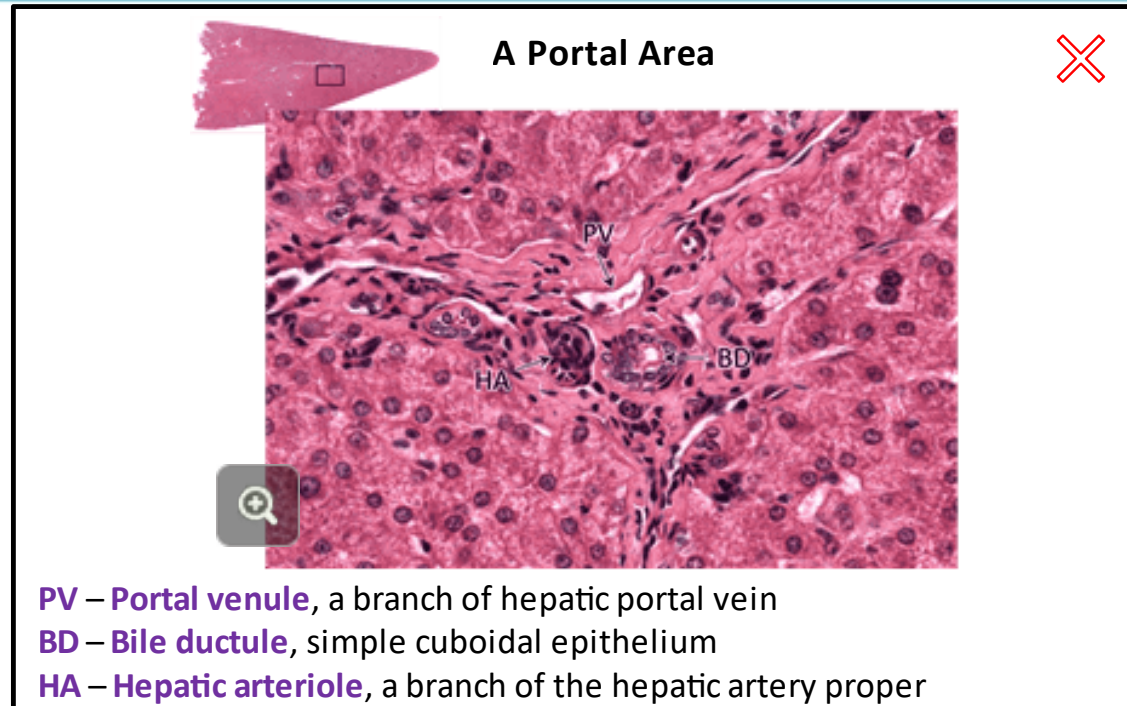 A Portal Area
PV
HA
BD
PV – Portal venule, a branch of hepatic portal vein
BD – Bile ductule, simple cuboidal epithelium
HA – Hepatic arteriole, a branch of the hepatic artery proper